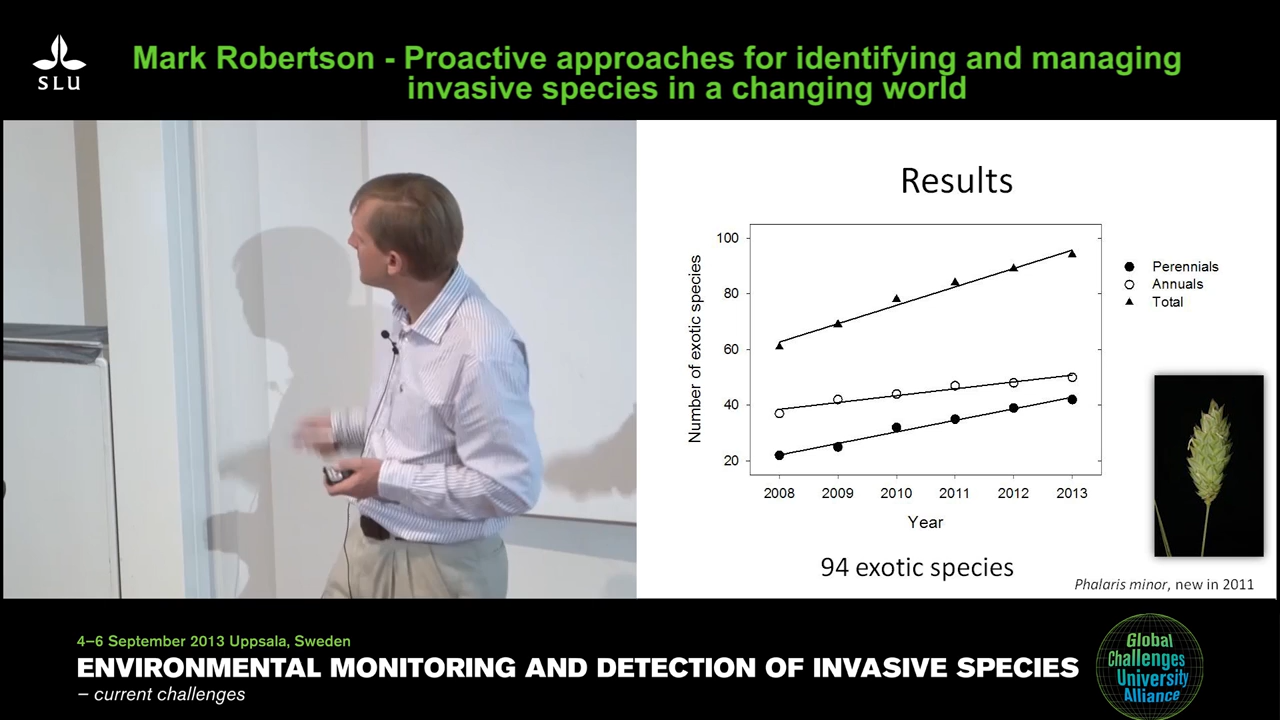 SLU
Mark Robertson - Proactive approaches for identifying and managing
invasive species in a changing world
Results
Number of exotic species
100
80
60
40
20
2008 2009 2010 2011 2012 2013
Year
Perennials
Annuals
Total
94 exotic species
Phalaris minor, new in 2011
4–6 September 2013 Uppsala, Sweden
ENVIRONMENTAL MONITORING AND DETECTION OF INVASIVE SPECIES
– current challenges
Global
Challenges
University
Alliance